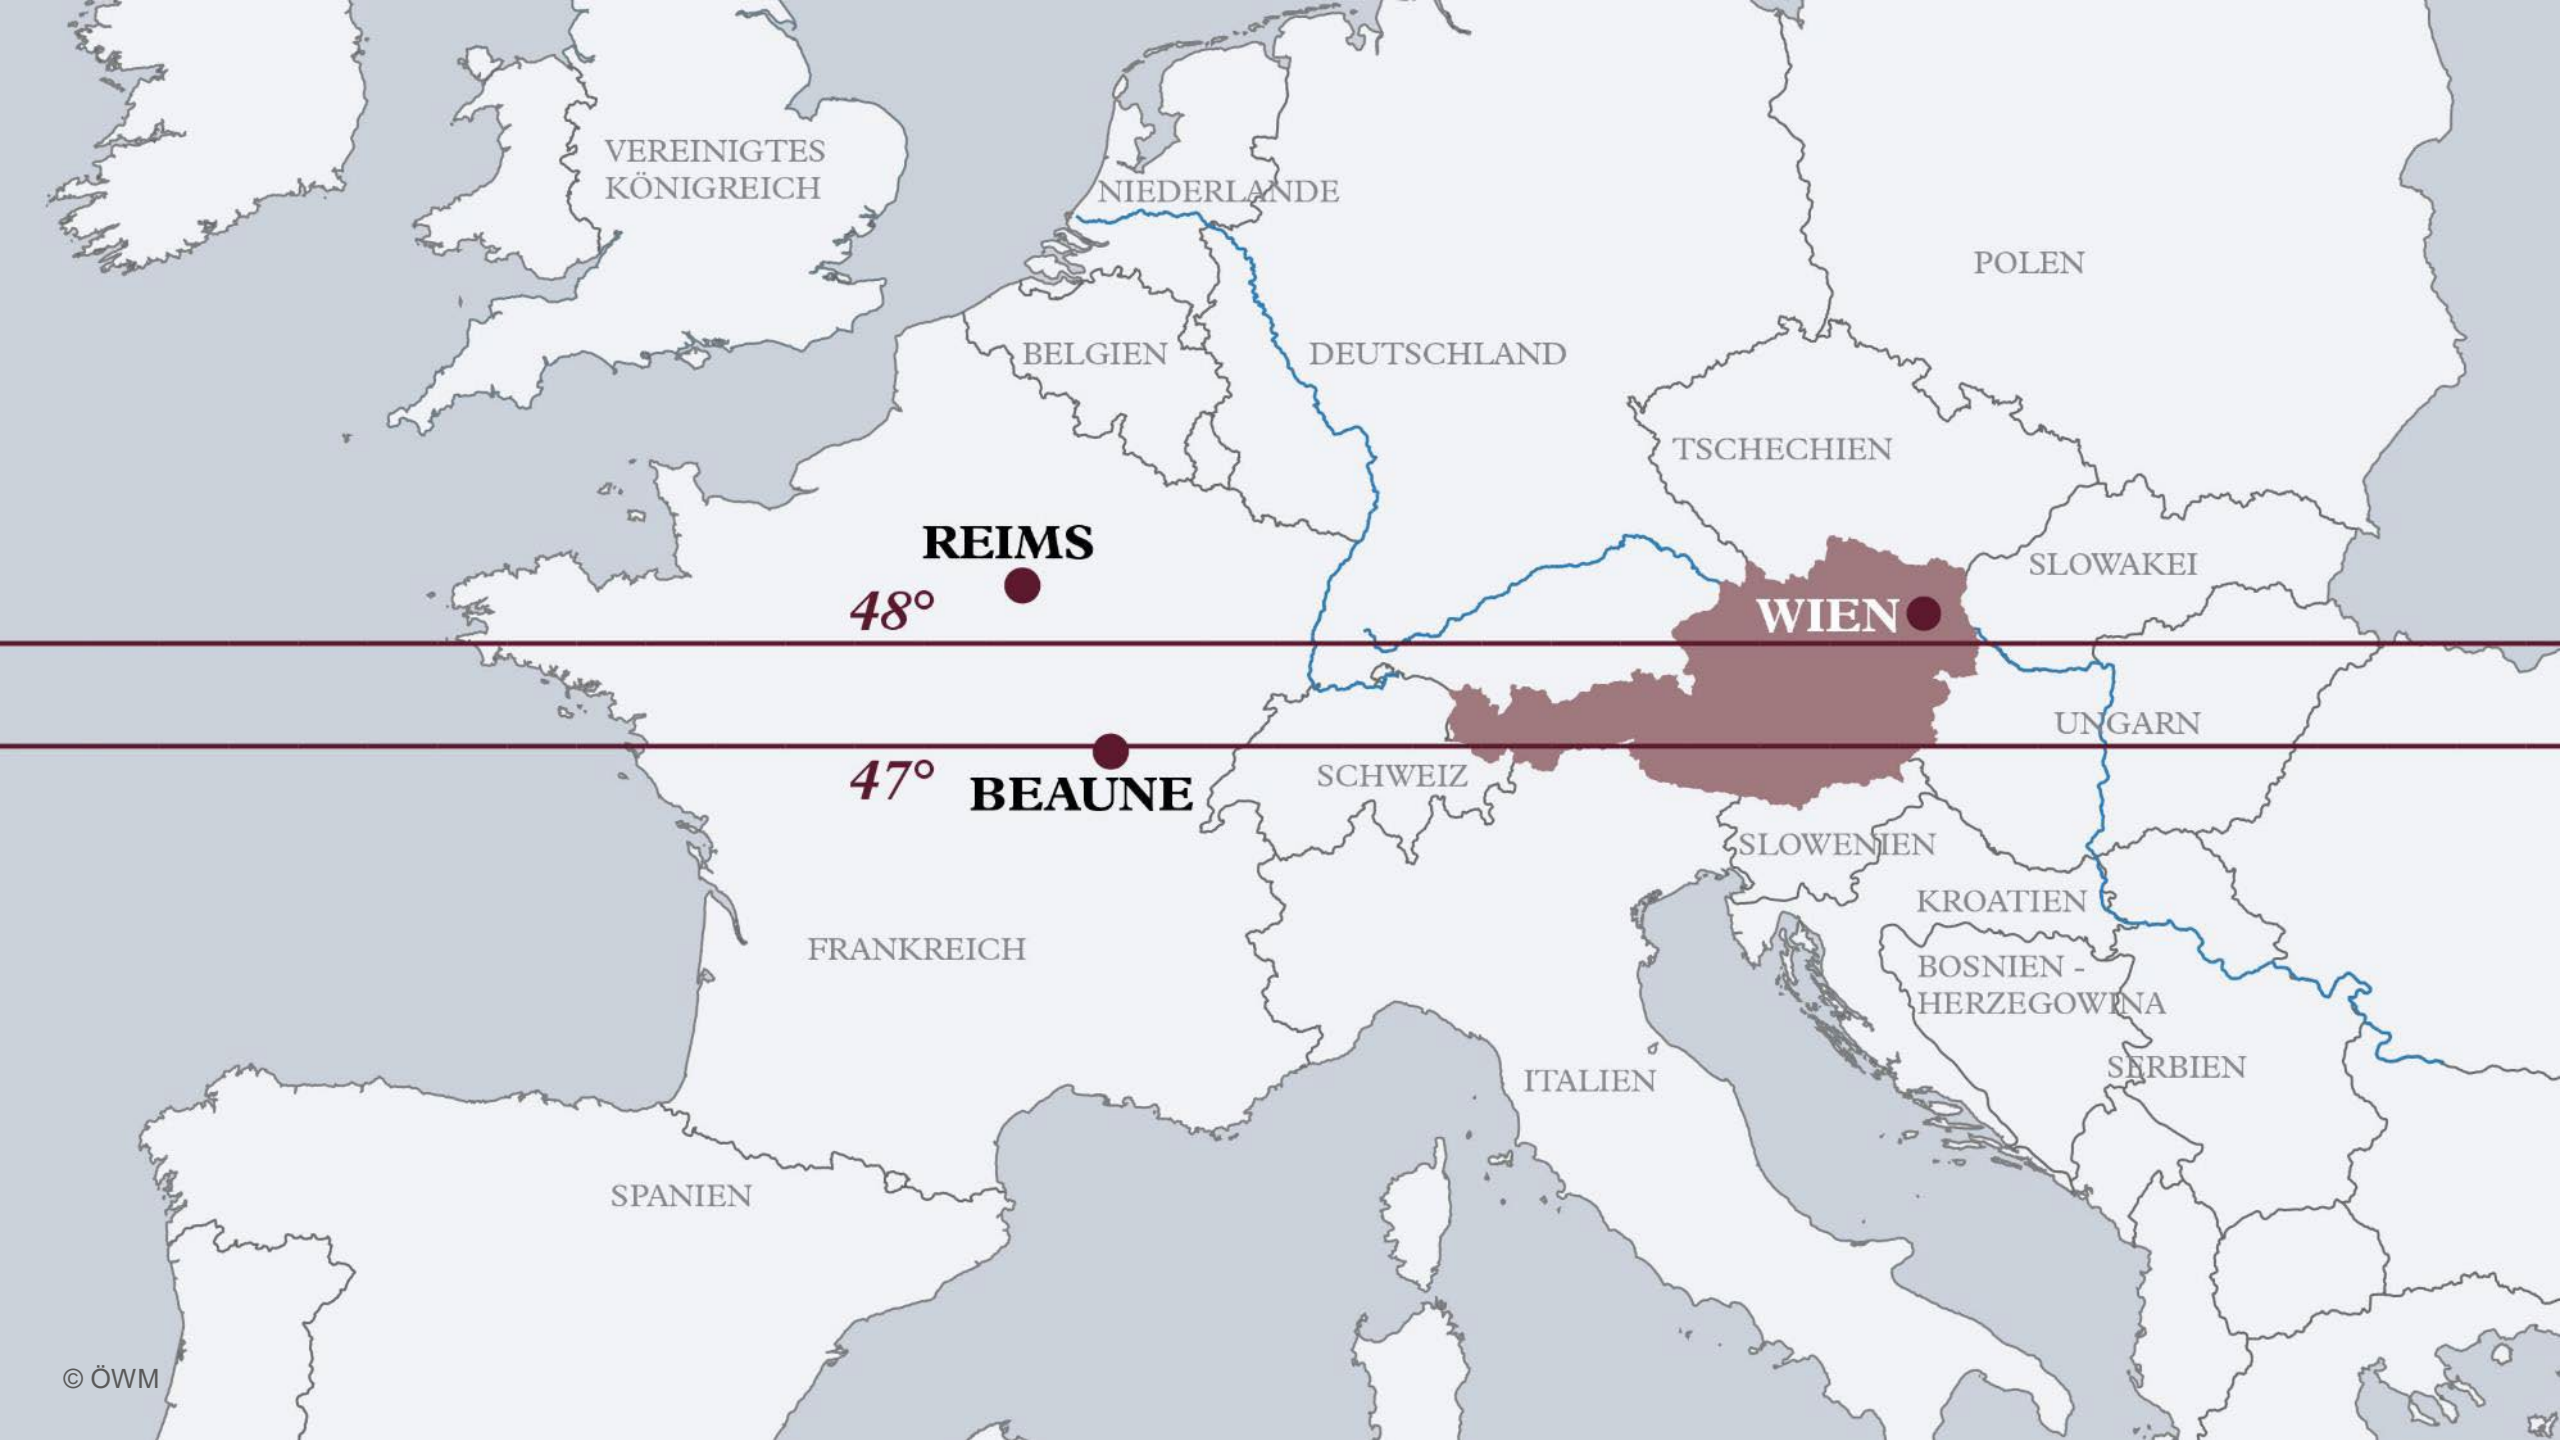 VEREINIGTES
KÖNIGREICH
NIEDERLANDE
POLEN
BELGIEN
DEUTSCHLAND
TSCHECHIEN
REIMS
SLOWAKEI
48°
WIEN
UNGARN
47°
BEAUNE
SCHWEIZ
SLOWENIEN
KROATIEN
FRANKREICH
BOSNIEN -
HERZEGOWINA
SERBIEN
ITALIEN
SPANIEN
© ÖWM